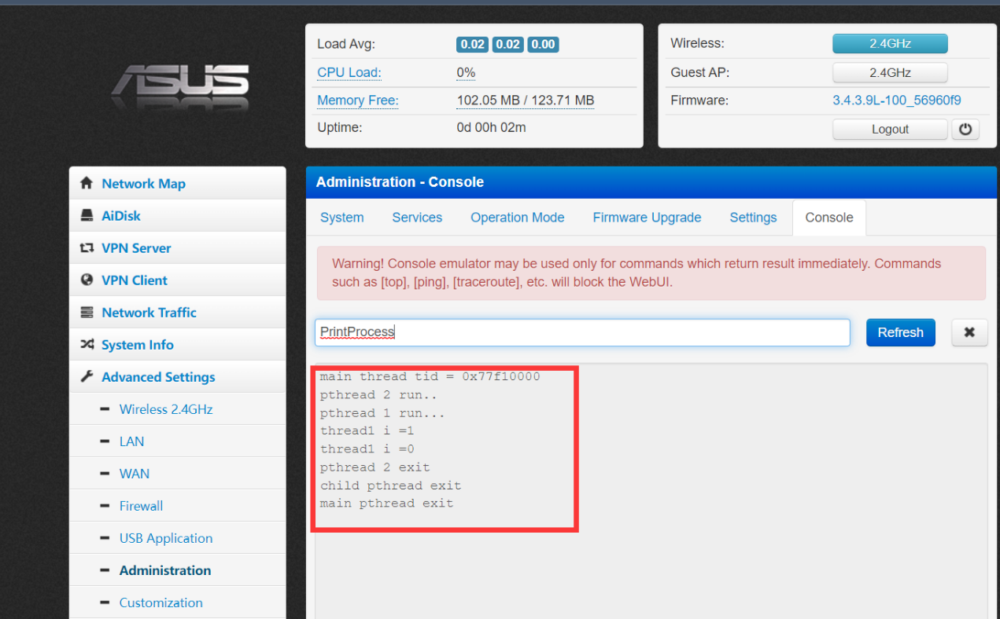 ASUS
Load Avg: 0.02 0.02 0.00
CPU Load: 0%
Memory Free: 102.05 MB / 123.71 MB
Uptime: 0d 00h 02m
Wireless: 2.4GHz
Guest AP: 2.4GHz
Firmware: 3.4.3.9L-100_56960f9
Logout
Network Map
AiDisk
VPN Server
VPN Client
Network Traffic
System Info
Advanced Settings
Wireless 2.4GHz
LAN
WAN
Firewall
USB Application
Administration
Customization
Administration - Console
System Services Operation Mode Firmware Upgrade Settings Console
Warning! Console emulator may be used only for commands which return result immediately. Commands
such as [top], [ping], [traceroute], etc. will block the WebUI.
PrintProcess Refresh
main thread tid = 0x77f10000
pthread 2 run..
pthread 1 run...
thread1 i =1
thread1 i =0
pthread 2 exit
child pthread exit
main pthread exit